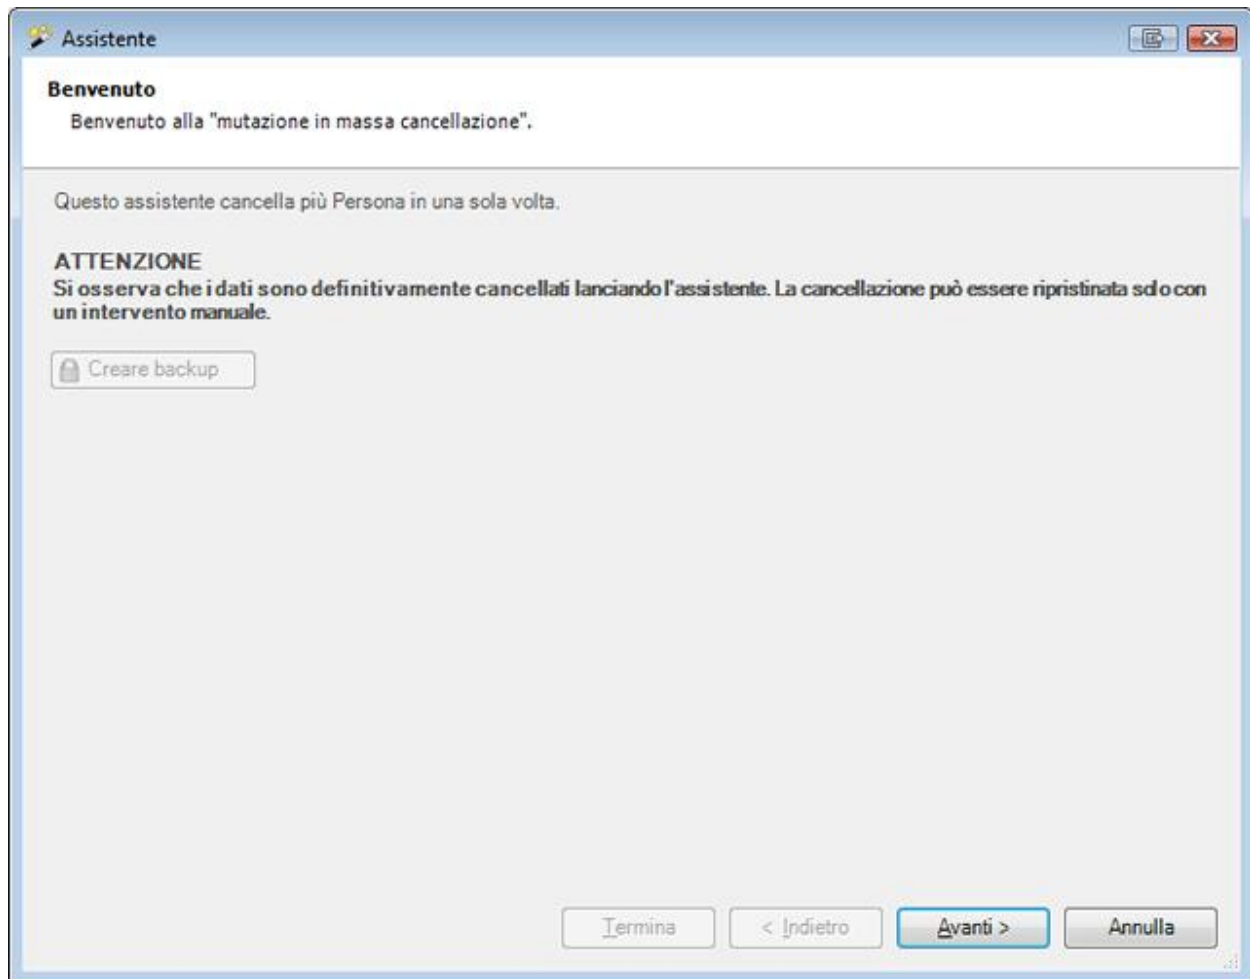 Assistente
Benvenuto
Benvenuto alla "mutazione in massa cancellazione".
Questo assistente cancella più Persona in una sola volta.
ATTENZIONE
Si osserva che i dati sono definitivamente cancellati lanciando l'assistente. La cancellazione può essere ripristinata solo con
un intervento manuale.
Creare backup
Termina
< Indietro
Avanti >
Annulla